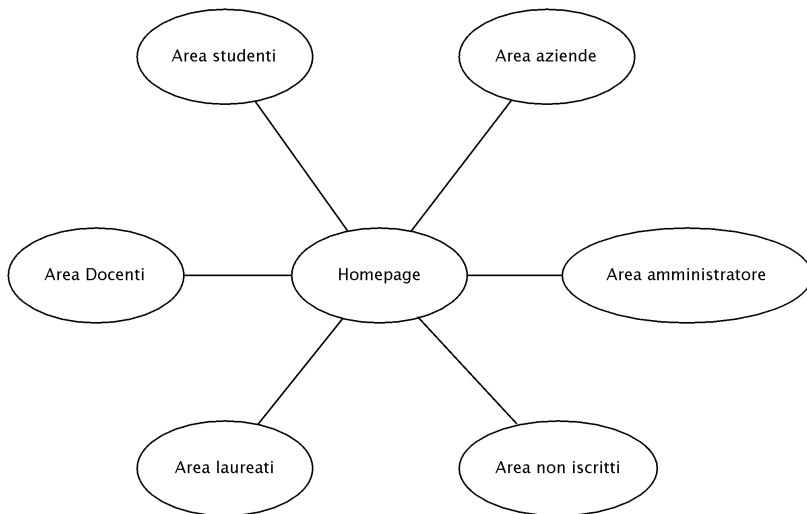 Area studenti
Area aziende
Area Docenti
Homepage
Area amministratore
Area laureati
Area non iscritti